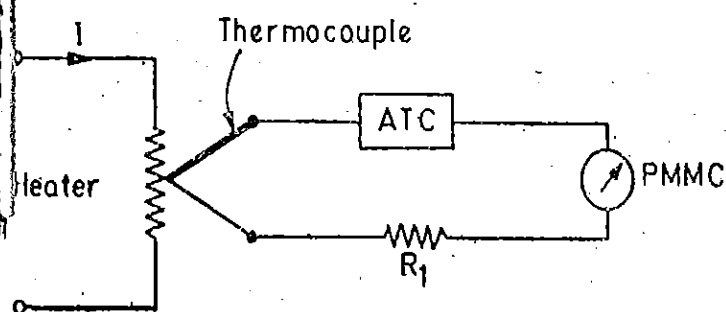 Thermocouple
I
ATC
PMMC
Heater
R₁